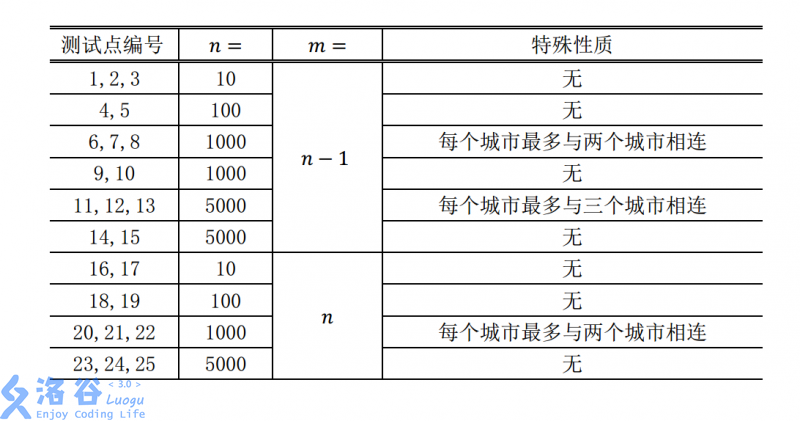 测试点编号 n = m = 特殊性质
1,2,3 10 无
4,5 100 无
6,7,8 1000 每个城市最多与两个城市相连
n − 1
9,10 1000 无
11,12,13 5000 每个城市最多与三个城市相连
14,15 5000 无
16,17 10 无
18,19 100 无
n
20,21,22 1000 每个城市最多与两个城市相连
23,24,25 5000 无
洛谷 < 3.0 > Luogu
Enjoy Coding Life